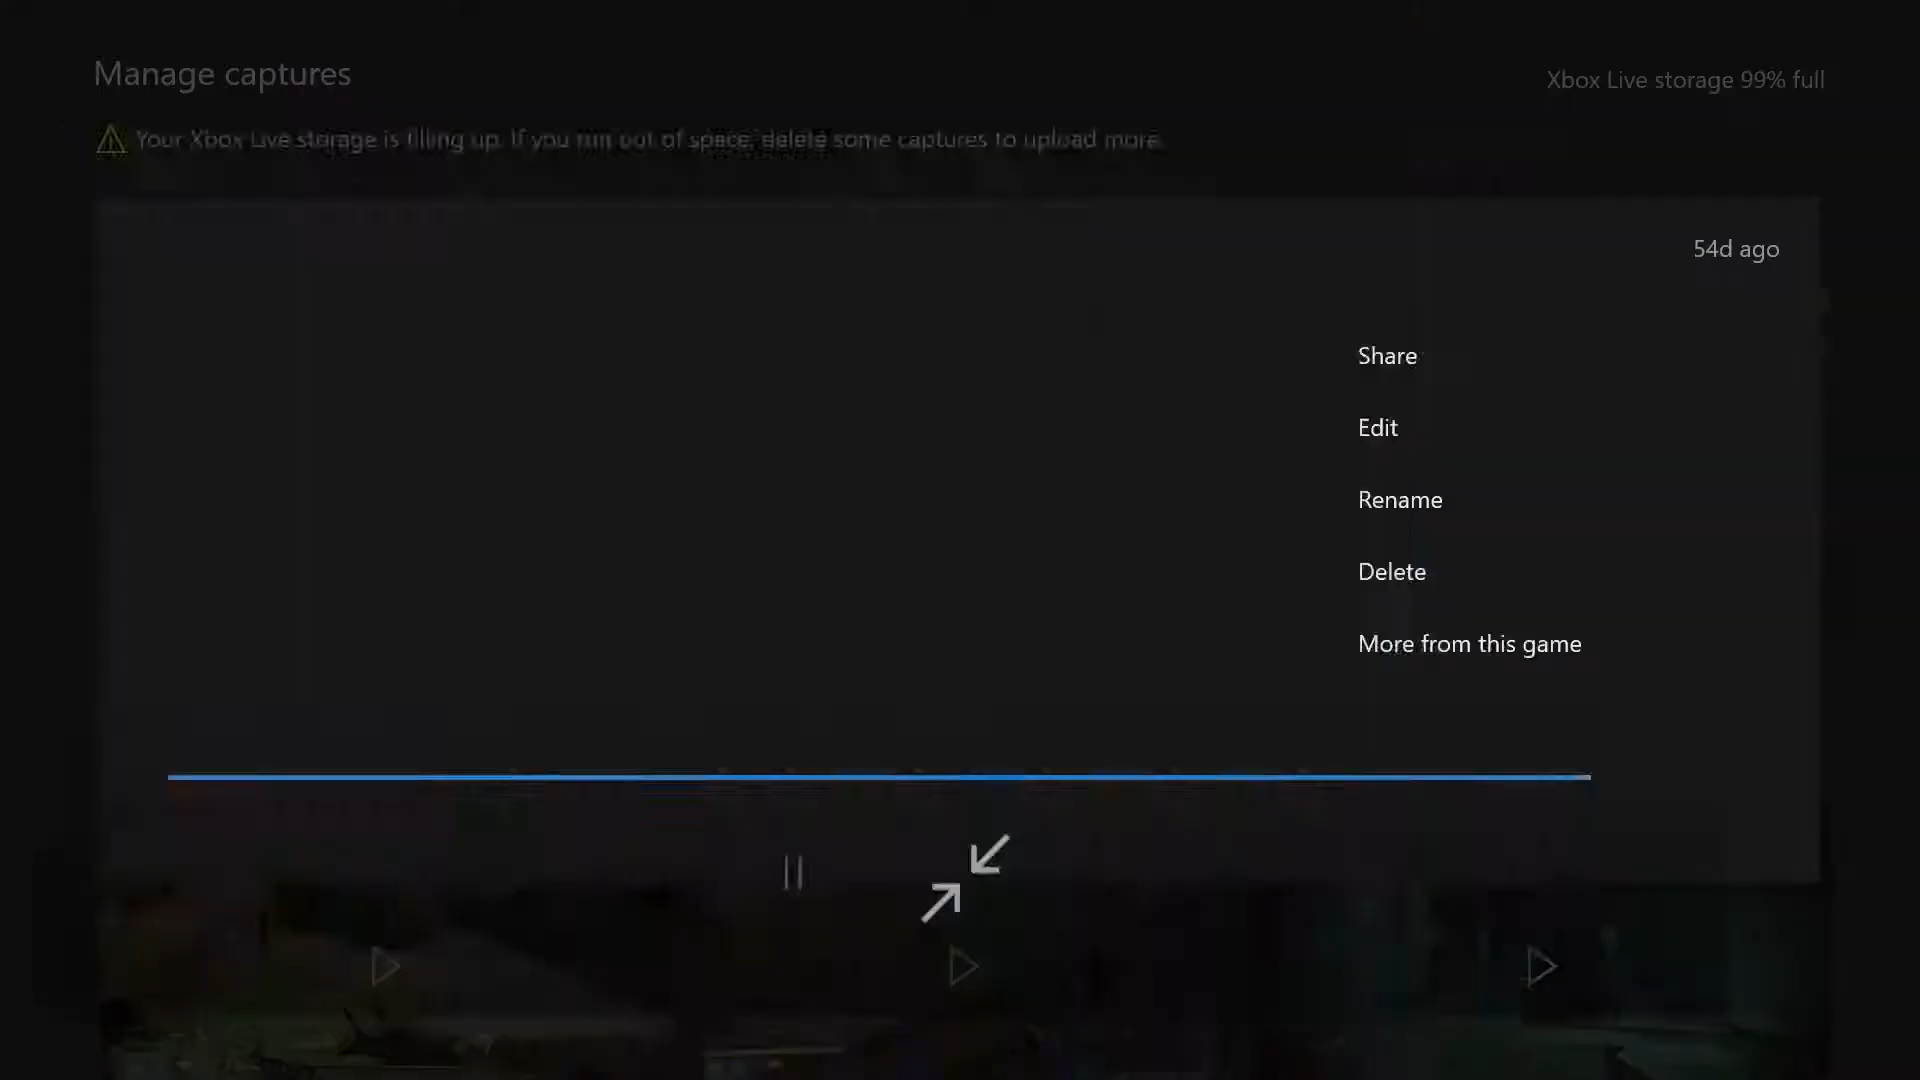 Manage captures
Xbox Live storage 99% full
Your Xbox Live storage is filling up. If you run out of space, delete some captures to upload more.
54d ago
Share
Edit
Rename
Delete
More from this game